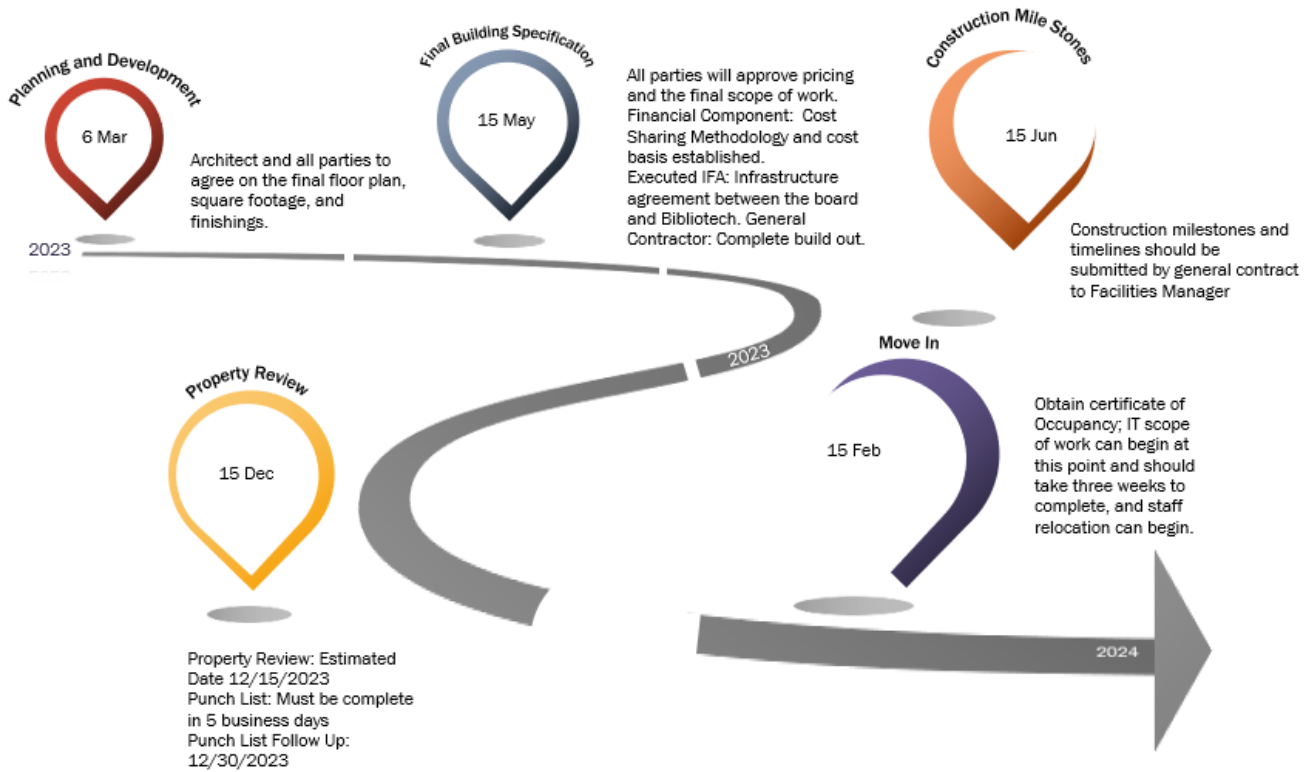 Planning and Development
6 Mar
Architect and all parties to
agree on the final floor plan,
square footage, and
finishings.
2023
Final Building Specification
15 May
All parties will approve pricing
and the final scope of work.
Financial Component:  Cost
Sharing Methodology and cost
basis established.
Executed IFA: Infrastructure
agreement between the board
and Bibliotech. General
Contractor: Complete build out.
Construction Mile Stones
15 Jun
Construction milestones and
timelines should be
submitted by general contract
to Facilities Manager
2023
Property Review
15 Dec
Property Review: Estimated
Date 12/15/2023
Punch List: Must be complete
in 5 business days
Punch List Follow Up:
12/30/2023
Move In
15 Feb
Obtain certificate of
Occupancy; IT scope
of work can begin at
this point and should
take three weeks to
complete, and staff
relocation can begin.
2024